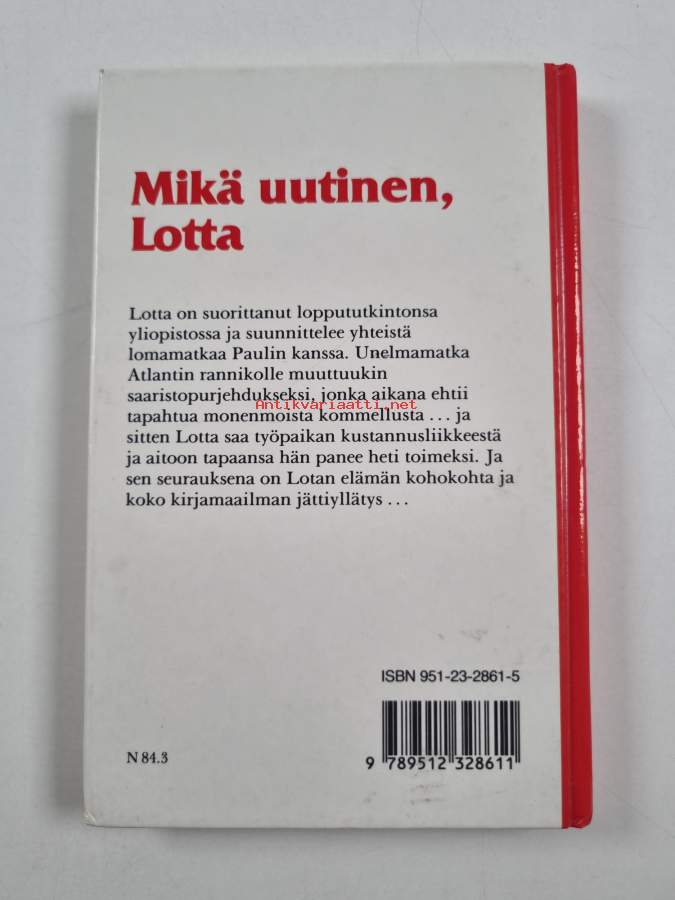 Mikä uutinen,
Lotta
Lotta on suorittanut lopputututkintonsa
yliopistossa ja suunnittelee yhteistä
lomamatkaa Paulin kanssa. Unelmamatka
Atlantin rannikolle muuttuukin
saaristopurjehdukseksi, jonka aikana ehtii
Antikvariaatti.net
tapahtua monenmoista kommellusta ... ja
sitten Lotta saa työpaikan kustannusliikkeestä
ja aitoon tapaansa hän panee heti toimeksi. Ja
sen seurauksena on Lotan elämän kohokohta ja
koko kirjamaailman jättiyllätys ...
ISBN 951-23-2861-5
N 84.3
9 789512 328611